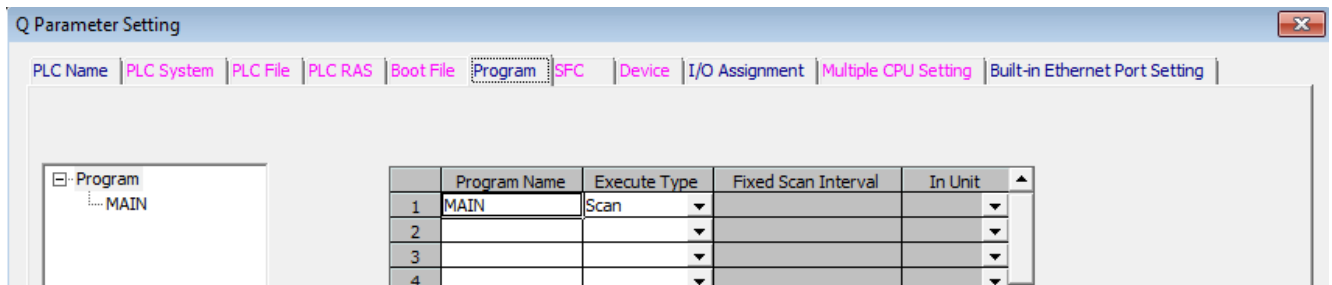 Q Parameter Setting
PLC Name PLC System PLC File PLC RAS Boot File Program SFC Device I/O Assignment Multiple CPU Setting Built-in Ethernet Port Setting
Program
MAIN
Program Name Execute Type Fixed Scan Interval In Unit
1 MAIN Scan
2
3
4